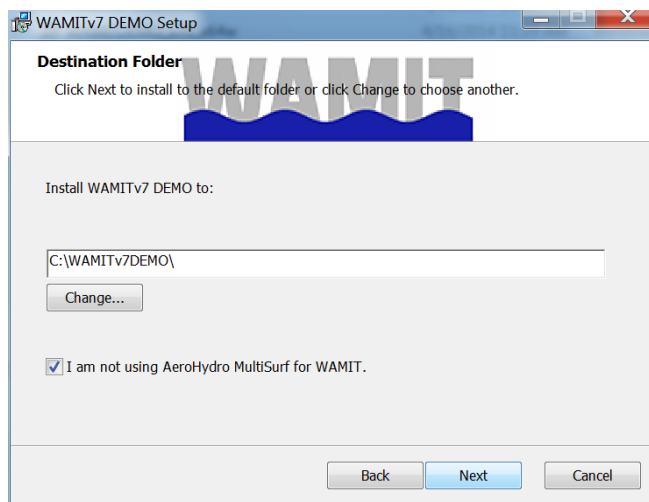 WAMITv7 DEMO Setup
Destination Folder
Click Next to install to the default folder or click Change to choose another.
WAMIT
Install WAMITv7 DEMO to:
C:\WAMITv7DEMO\
Change...
I am not using AeroHydro MultiSurf for WAMIT.
Back Next Cancel